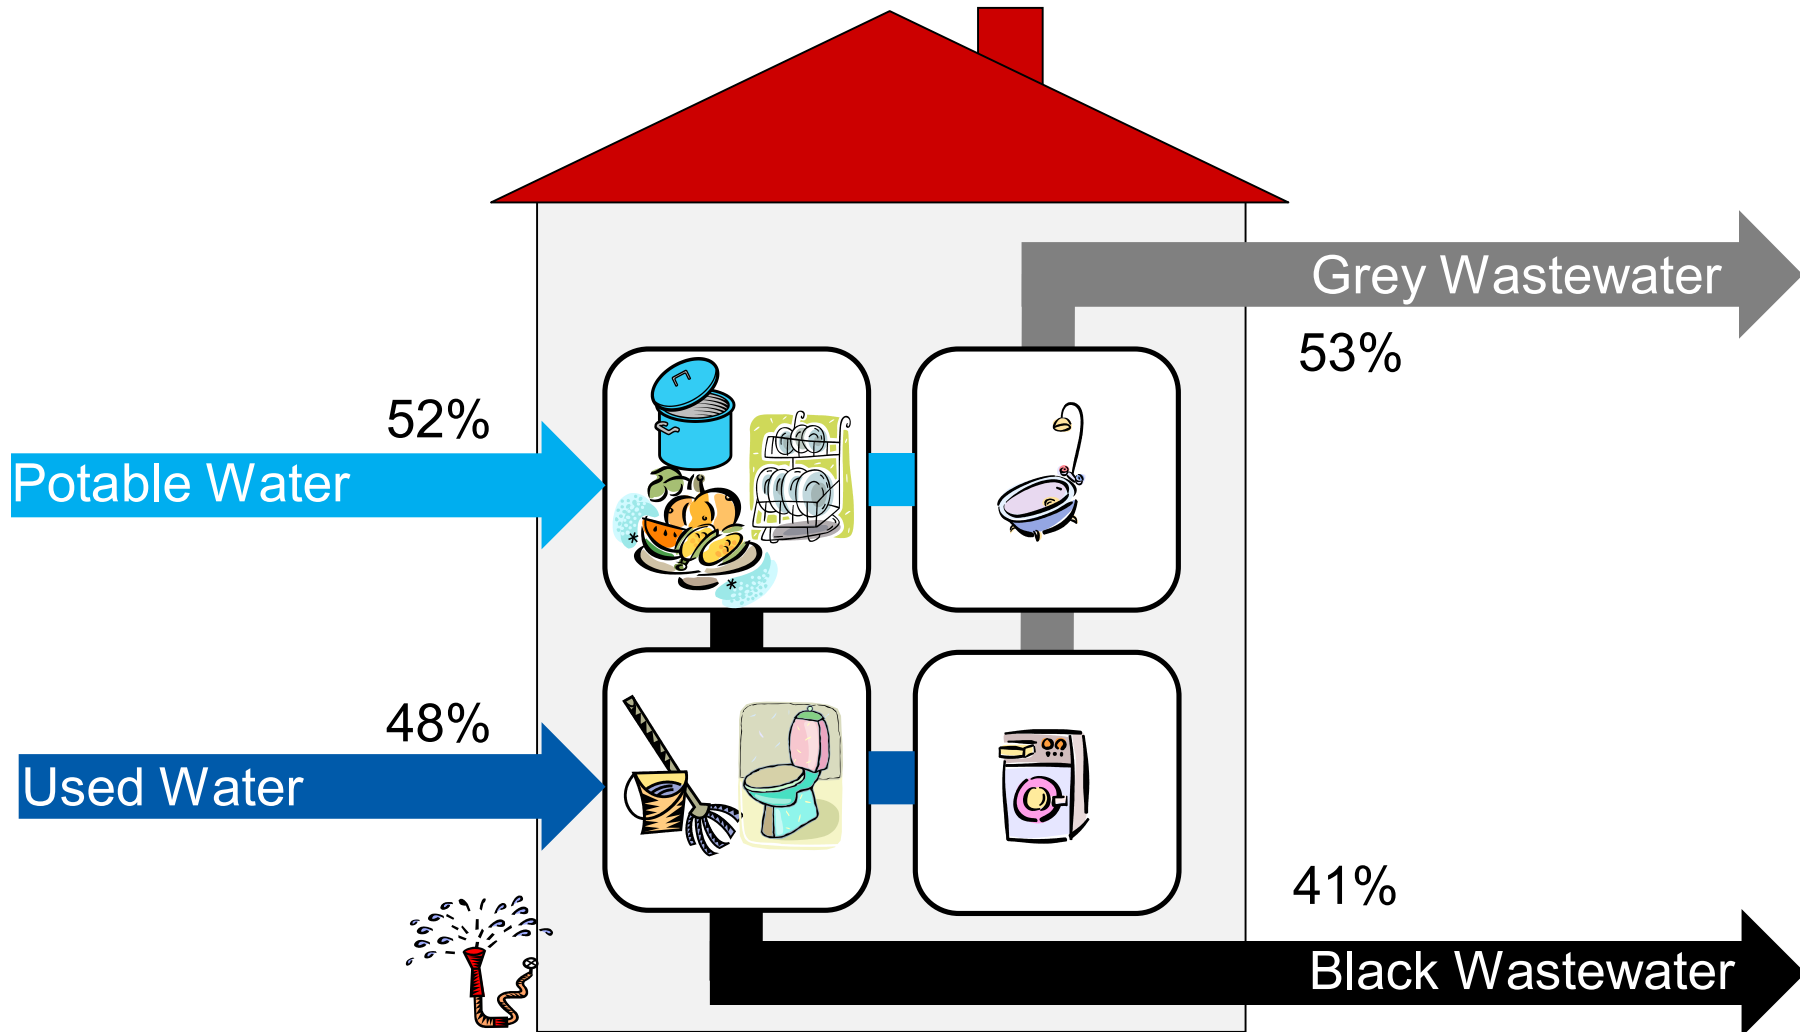 Grey Wastewater
53%
52%
Potable Water
48%
Used Water
41%
Black Wastewater